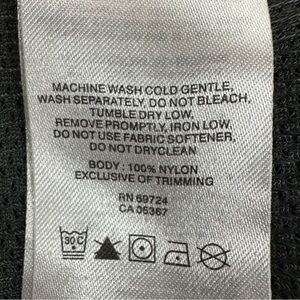 MACHINE WASH COLD GENTLE,
WASH SEPARATELY, DO NOT BLEACH,
TUMBLE DRY LOW,
REMOVE PROMPTLY, IRON LOW,
DO NOT USE FABRIC SOFTENER,
DO NOT DRYCLEAN
BODY : 100% NYLON
EXCLUSIVE OF TRIMMING
RN 69724
CA 05367
30 C